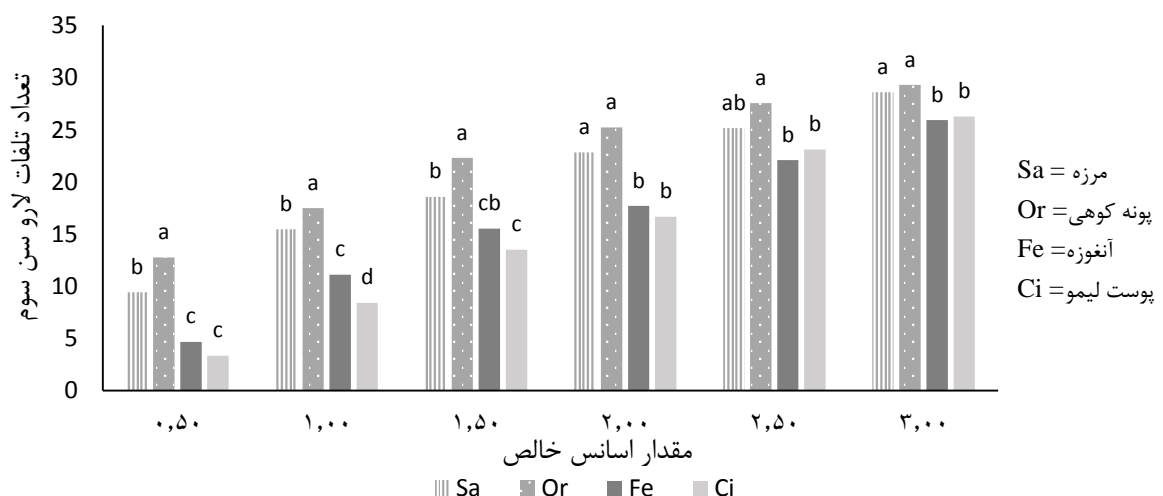 تعداد تلفات لارو سن سوم
35
30
25
20
15
10
5
0
b a c c
b a c d
b a cb c
a a b b
ab a b b
a a b b
۰,۵۰ ۱,۰۰ ۱,۵۰ ۲,۰۰ ۲,۵۰ ۳,۰۰
مقدار اسانس خالص
Sa Or Fe Ci
Sa = مرزه
Or =پونه کوهی
Fe =آنغوزه
Ci =پوست لیمو